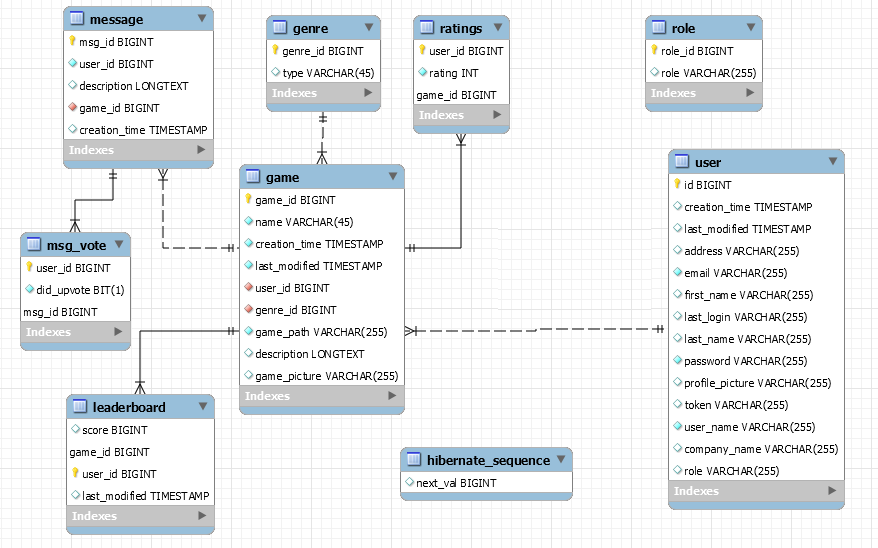 message
msg_id BIGINT
user_id BIGINT
description LONGTEXT
game_id BIGINT
creation_time TIMESTAMP
Indexes
genre
genre_id BIGINT
type VARCHAR(45)
Indexes
ratings
user_id BIGINT
rating INT
game_id BIGINT
Indexes
role
role_id BIGINT
role VARCHAR(255)
Indexes
msg_vote
user_id BIGINT
did_upvote BIT(1)
msg_id BIGINT
Indexes
game
game_id BIGINT
name VARCHAR(45)
creation_time TIMESTAMP
last_modified TIMESTAMP
user_id BIGINT
genre_id BIGINT
game_path VARCHAR(255)
description LONGTEXT
game_picture VARCHAR(255)
Indexes
user
id BIGINT
creation_time TIMESTAMP
last_modified TIMESTAMP
address VARCHAR(255)
email VARCHAR(255)
first_name VARCHAR(255)
last_login VARCHAR(255)
last_name VARCHAR(255)
password VARCHAR(255)
profile_picture VARCHAR(255)
token VARCHAR(255)
user_name VARCHAR(255)
company_name VARCHAR(255)
role VARCHAR(255)
Indexes
leaderboard
score BIGINT
game_id BIGINT
user_id BIGINT
last_modified TIMESTAMP
Indexes
hibernate_sequence
next_val BIGINT